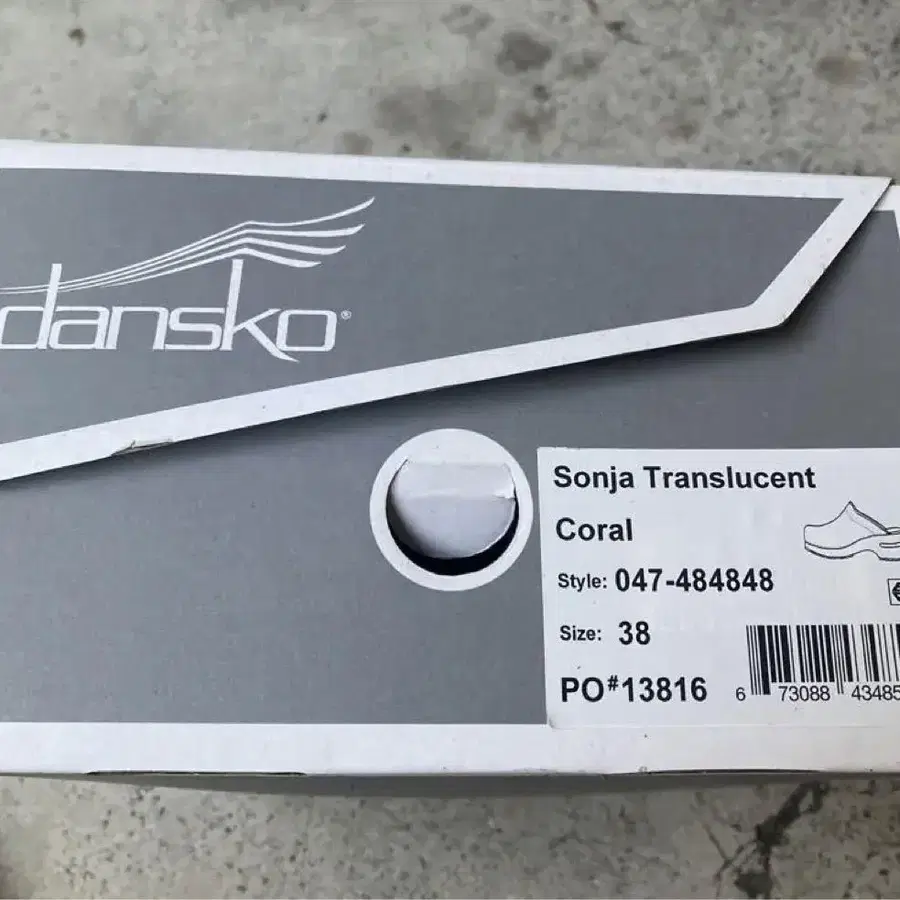 dansko®
Sonja Translucent
Coral
Style: 047-484848
Size: 38
PO#13816
6 73088 43485